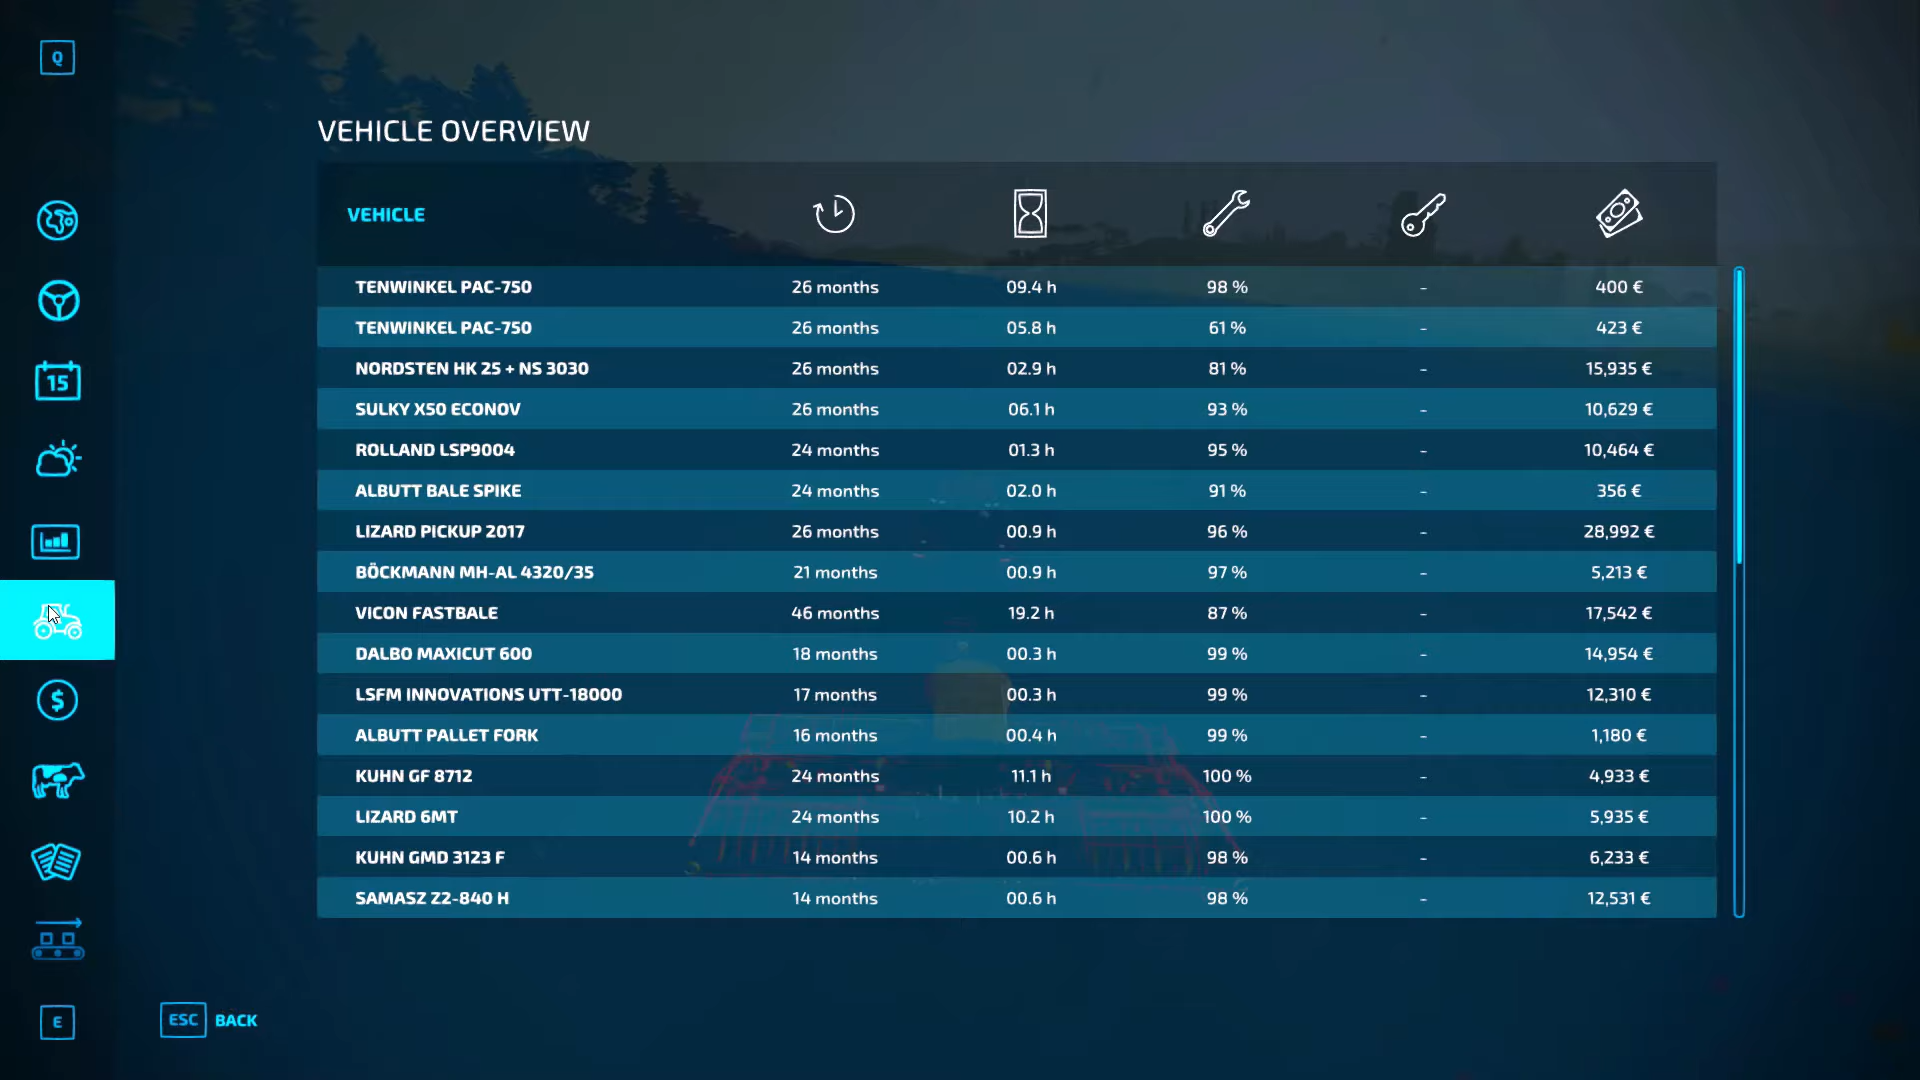 Q
VEHICLE OVERVIEW
VEHICLE
TENWINKEL PAC-750 26 months 09.4 h 98 % - 400 €
TENWINKEL PAC-750 26 months 05.8 h 61 % - 423 €
NORDSTEN HK 25 + NS 3030 26 months 02.9 h 81 % - 15,935 €
SULKY X50 ECONOV 26 months 06.1 h 93 % - 10,629 €
ROLLAND LSP9004 24 months 01.3 h 95 % - 10,464 €
ALBUTT BALE SPIKE 24 months 02.0 h 91 % - 356 €
LIZARD PICKUP 2017 26 months 00.9 h 96 % - 28,992 €
BÖCKMANN MH-AL 4320/35 21 months 00.9 h 97 % - 5,213 €
VICON FASTBALE 46 months 19.2 h 87 % - 17,542 €
DALBO MAXICUT 600 18 months 00.3 h 99 % - 14,954 €
LSFM INNOVATIONS UTT-18000 17 months 00.3 h 99 % - 12,310 €
ALBUTT PALLET FORK 16 months 00.4 h 99 % - 1,180 €
KUHN GF 8712 24 months 11.1 h 100 % - 4,933 €
LIZARD 6MT 24 months 10.2 h 100 % - 5,935 €
KUHN GMD 3123 F 14 months 00.6 h 98 % - 6,233 €
SAMASZ Z2-840 H 14 months 00.6 h 98 % - 12,531 €
15
$
E
ESC BACK